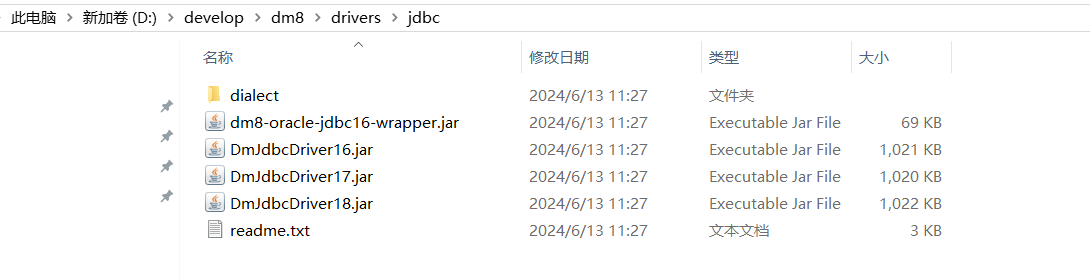 此电脑 > 新加卷 (D:) > develop > dm8 > drivers > jdbc
名称 修改日期 类型 大小
dialect 2024/6/13 11:27 文件夹
dm8-oracle-jdbc16-wrapper.jar 2024/6/13 11:27 Executable Jar File 69 KB
DmJdbcDriver16.jar 2024/6/13 11:27 Executable Jar File 1,021 KB
DmJdbcDriver17.jar 2024/6/13 11:27 Executable Jar File 1,020 KB
DmJdbcDriver18.jar 2024/6/13 11:27 Executable Jar File 1,022 KB
readme.txt 2024/6/13 11:27 文本文档 3 KB